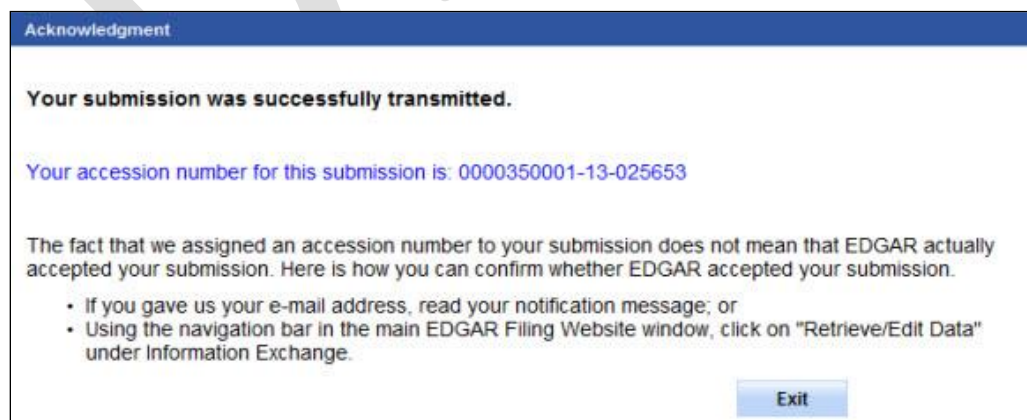 Acknowledgment
Your submission was successfully transmitted.
Your accession number for this submission is: 0000350001-13-025653
The fact that we assigned an accession number to your submission does not mean that EDGAR actually
accepted your submission. Here is how you can confirm whether EDGAR accepted your submission.
• If you gave us your e-mail address, read your notification message; or
• Using the navigation bar in the main EDGAR Filing Website window, click on "Retrieve/Edit Data"
under Information Exchange.
Exit